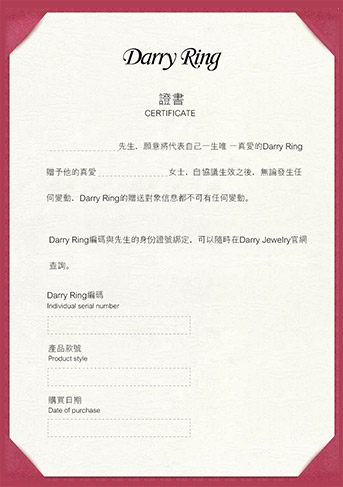 Darry Ring
證書
CERTIFICATE
先生，願意將代表自己一生唯一真愛的Darry Ring
贈予他的真愛 女士，自協議生效之後，無論發生任
何變動，Darry Ring的贈送對象信息都不可有任何變動。
Darry Ring編碼與先生的身份證號綁定，可以隨時在Darry Jewelry官網
查詢。
Darry Ring編碼
Individual serial number
產品款號
Product style
購買日期
Date of purchase